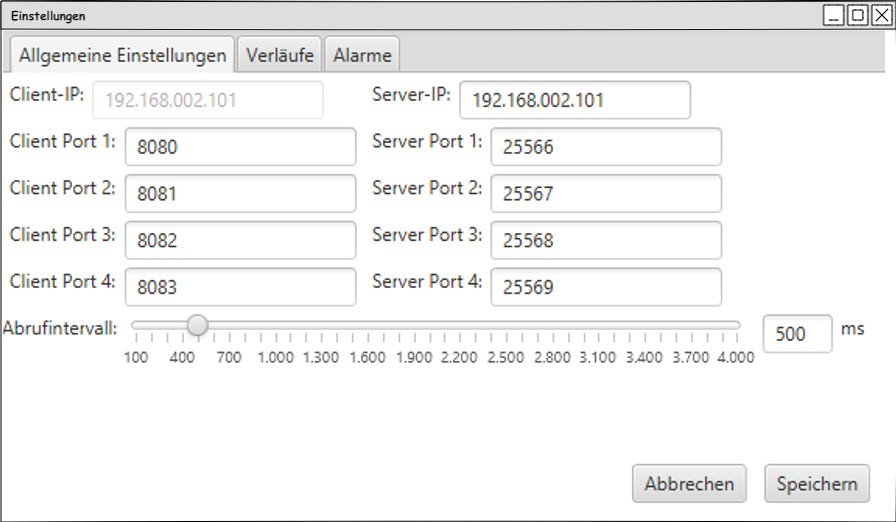 Einstellungen
Allgemeine Einstellungen Verläufe Alarme
Client-IP: 192.168.002.101 Server-IP: 192.168.002.101
Client Port 1: 8080 Server Port 1: 25566
Client Port 2: 8081 Server Port 2: 25567
Client Port 3: 8082 Server Port 3: 25568
Client Port 4: 8083 Server Port 4: 25569
Abrufintervall: 500 ms
100 400 700 1.000 1.300 1.600 1.900 2.200 2.500 2.800 3.100 3.400 3.700 4.000
Abbrechen Speichern